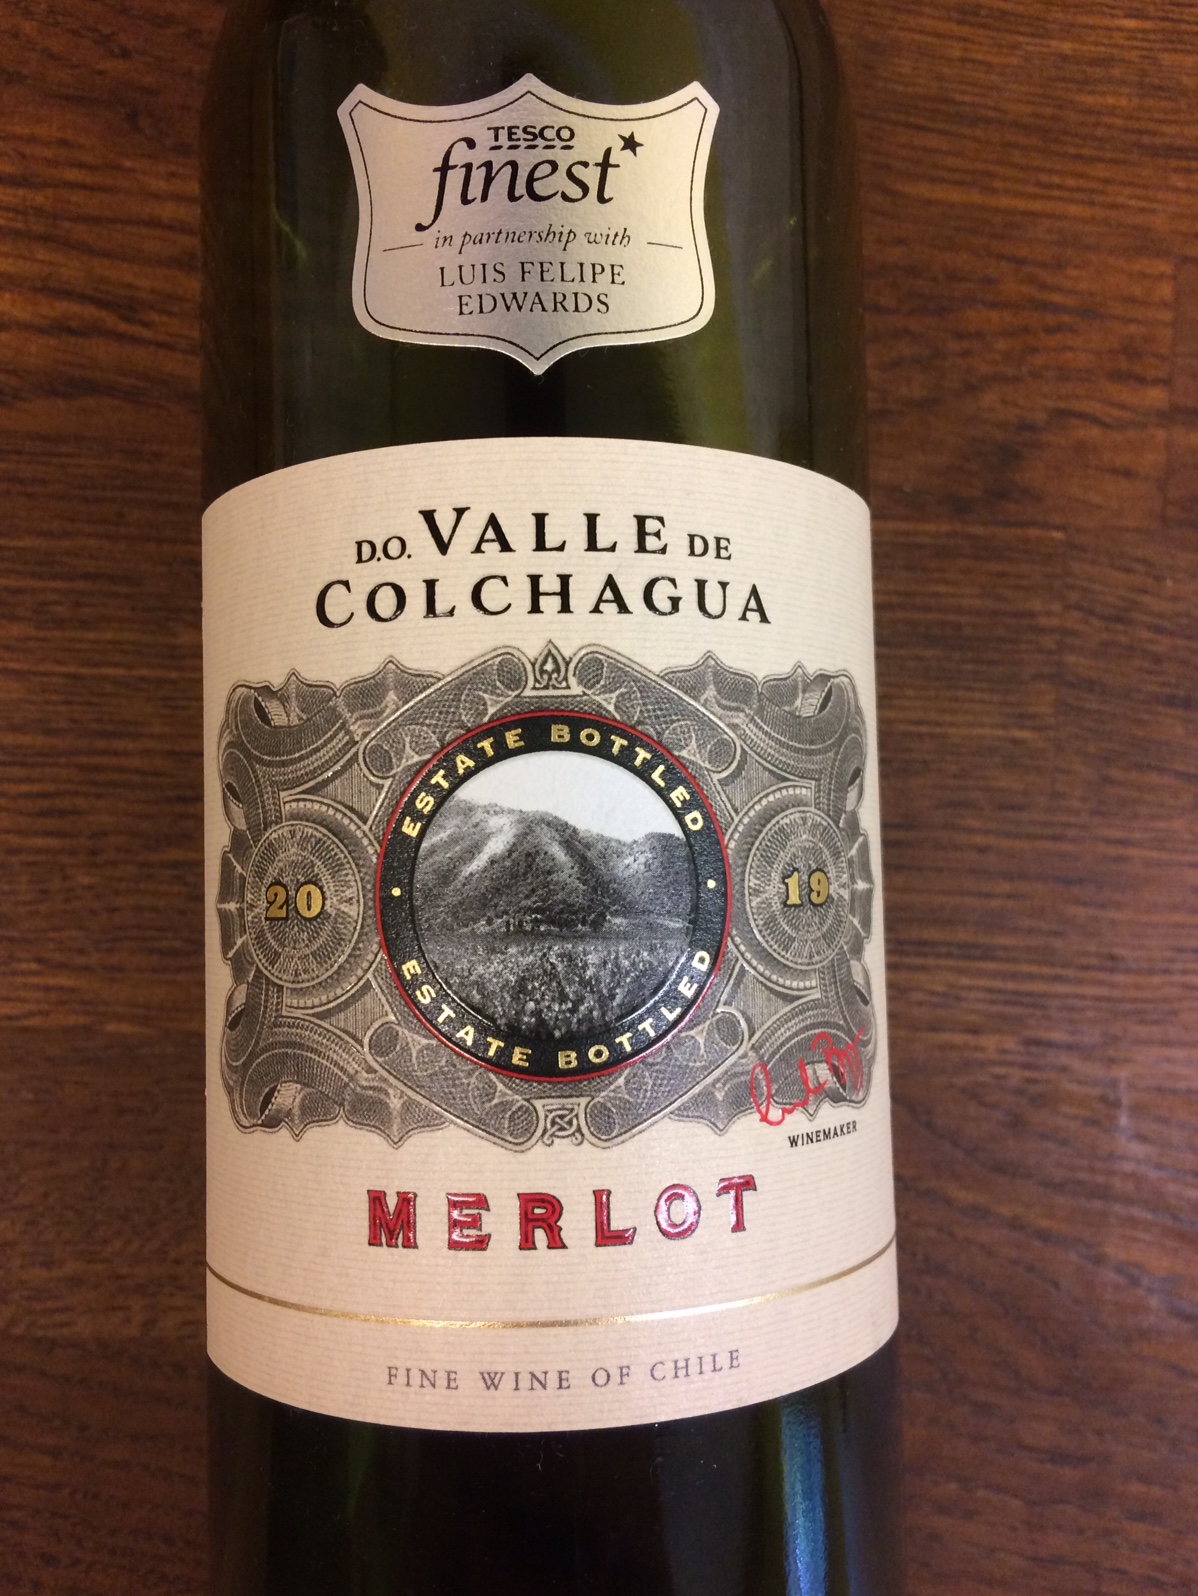 TESCO
finest*
in partnership with
LUIS FELIPE
EDWARDS
D.O. VALLE DE
COLCHAGUA
ESTATE BOTTLED
20 19
ESTATE BOTTLED
WINEMAKER
MERLOT
FINE WINE OF CHILE